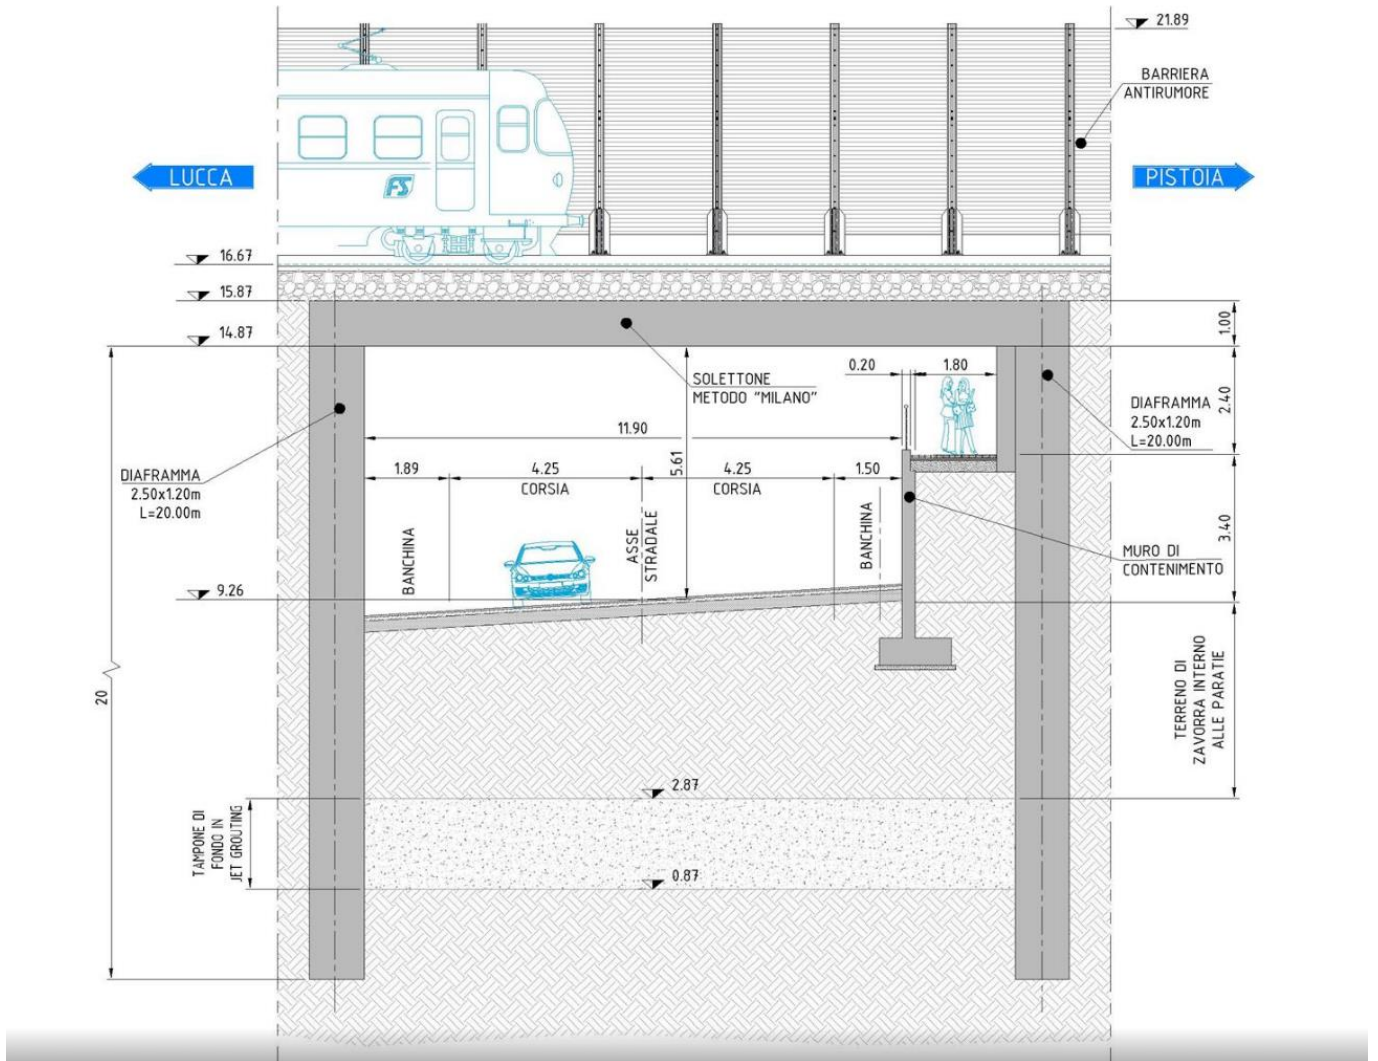 21.89
BARRIERA
ANTIRUMORE
LUCCA
PISTOIA
FS
16.67
15.87
14.87
1.00
SOLETTONE
METODO "MILANO"
0.20
1.80
2.40
DIAFRAMMA
2.50x1.20m
L=20.00m
11.90
5.61
1.89
4.25
CORSIA
4.25
CORSIA
1.50
DIAFRAMMA
2.50x1.20m
L=20.00m
BANCHINA
ASSE
STRADALE
BANCHINA
3.40
MURO DI
CONTENIMENTO
9.26
20
TERRENO DI
ZAVORRA INTERNO
ALLE PARATIE
2.87
TAMPONE DI
FONDO IN
JET GROUTING
0.87